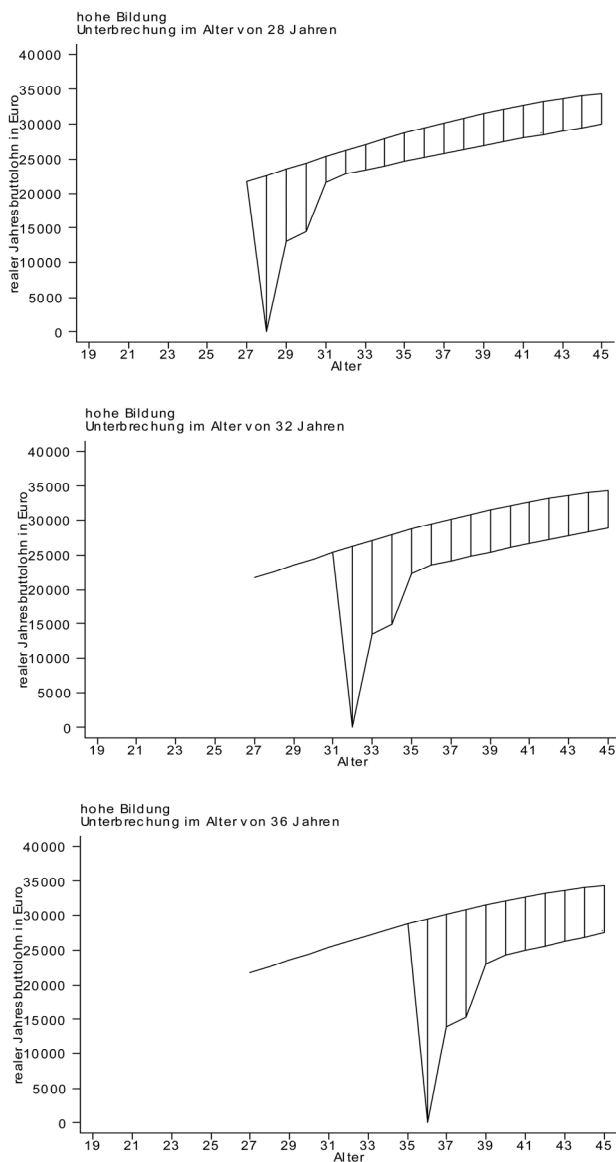 hohe Bildung
Unterbrechung im Alter von 28 Jahren
realer Jahresbruttolohn in Euro
40000
35000
30000
25000
20000
15000
10000
5000
0
19 21 23 25 27 29 31 33 35 37 39 41 43 45
Alter
hohe Bildung
Unterbrechung im Alter von 32 Jahren
realer Jahresbruttolohn in Euro
40000
35000
30000
25000
20000
15000
10000
5000
0
19 21 23 25 27 29 31 33 35 37 39 41 43 45
Alter
hohe Bildung
Unterbrechung im Alter von 36 Jahren
realer Jahresbruttolohn in Euro
40000
35000
30000
25000
20000
15000
10000
5000
0
19 21 23 25 27 29 31 33 35 37 39 41 43 45
Alter